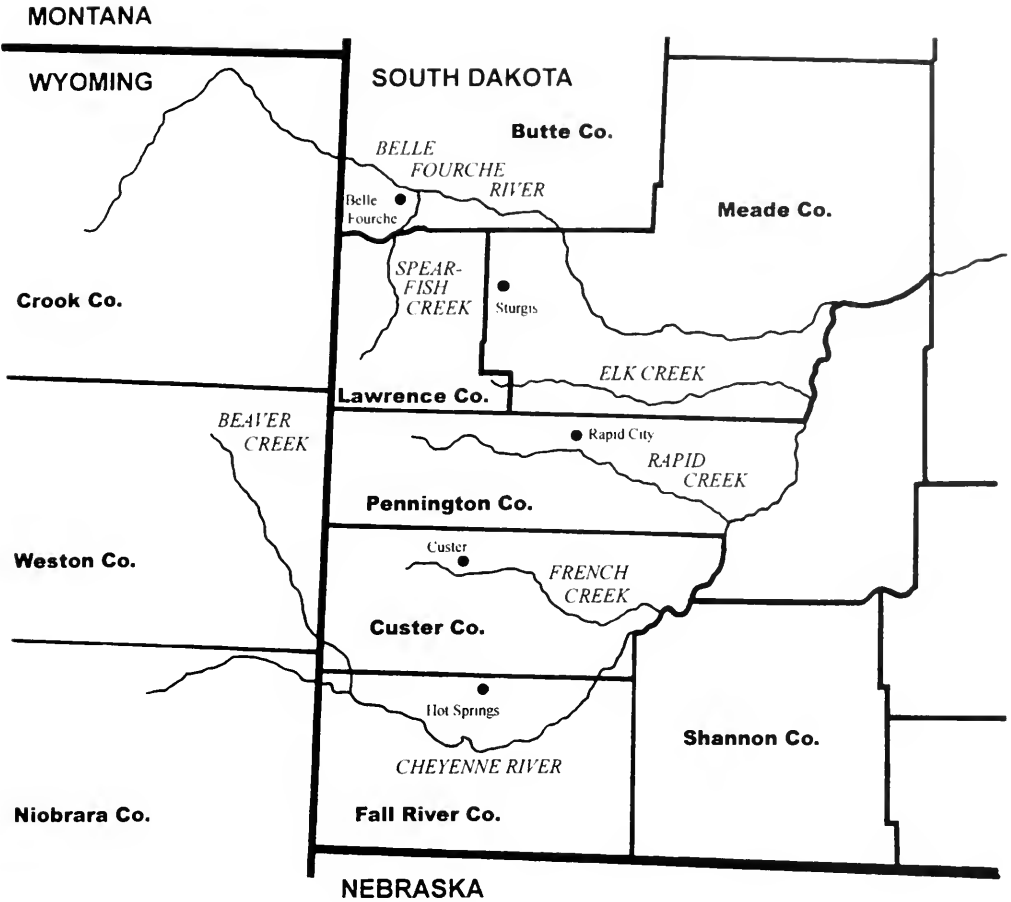 MONTANA
WYOMING
SOUTH DAKOTA
Butte Co.
BELLE
FOURCHE
RIVER
Belle
Fourche
Meade Co.
SPEAR-
FISH
CREEK
Sturgis
Crook Co.
ELK CREEK
Lawrence Co.
BEAVER
CREEK
Rapid City
RAPID
CREEK
Pennington Co.
Weston Co.
Custer
FRENCH
CREEK
Custer Co.
Hot Springs
Shannon Co.
CHEYENNE RIVER
Niobrara Co.
Fall River Co.
NEBRASKA